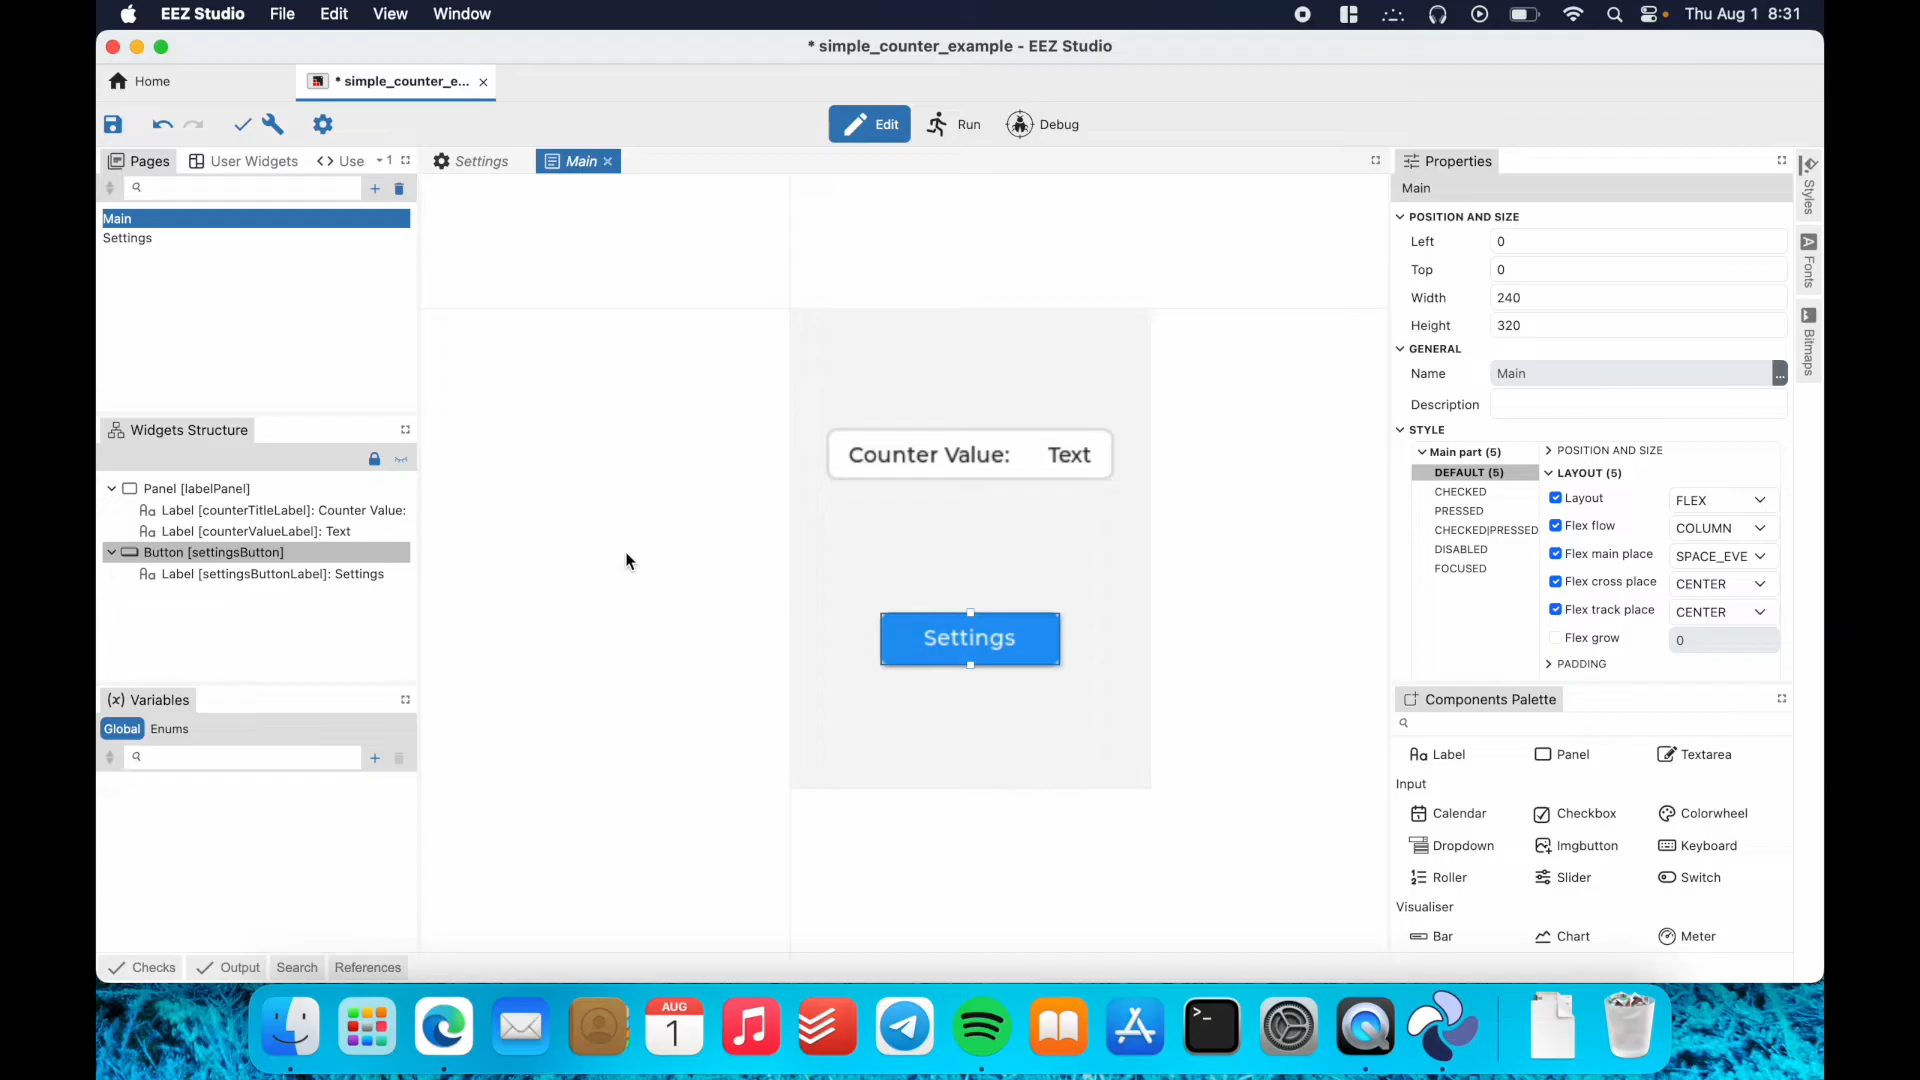 EEZ Studio File Edit View Window Thu Aug 1 8:31
* simple_counter_example - EEZ Studio
Home * simple_counter_e...
Edit Run Debug
Pages User Widgets Use 1 Settings Main Properties
Main
Main
Settings
POSITION AND SIZE
Left 0
Top 0
Width 240
Height 320
GENERAL
Name Main ...
Description
STYLE
Main part (5)
DEFAULT (5)
CHECKED
PRESSED
CHECKED|PRESSED
DISABLED
FOCUSED
POSITION AND SIZE
LAYOUT (5)
Layout FLEX
Flex flow COLUMN
Flex main place SPACE_EVE
Flex cross place CENTER
Flex track place CENTER
Flex grow 0
PADDING
Styles
Fonts
Bitmaps
Widgets Structure
Panel [labelPanel]
Label [counterTitleLabel]: Counter Value:
Label [counterValueLabel]: Text
Button [settingsButton]
Label [settingsButtonLabel]: Settings
Counter Value: Text
Settings
(x) Variables
Global Enums
Components Palette
Label Panel Textarea
Input
Calendar Checkbox Colorwheel
Dropdown Imgbutton Keyboard
Roller Slider Switch
Visualiser
Bar Chart Meter
Checks Output Search References
AUG
1